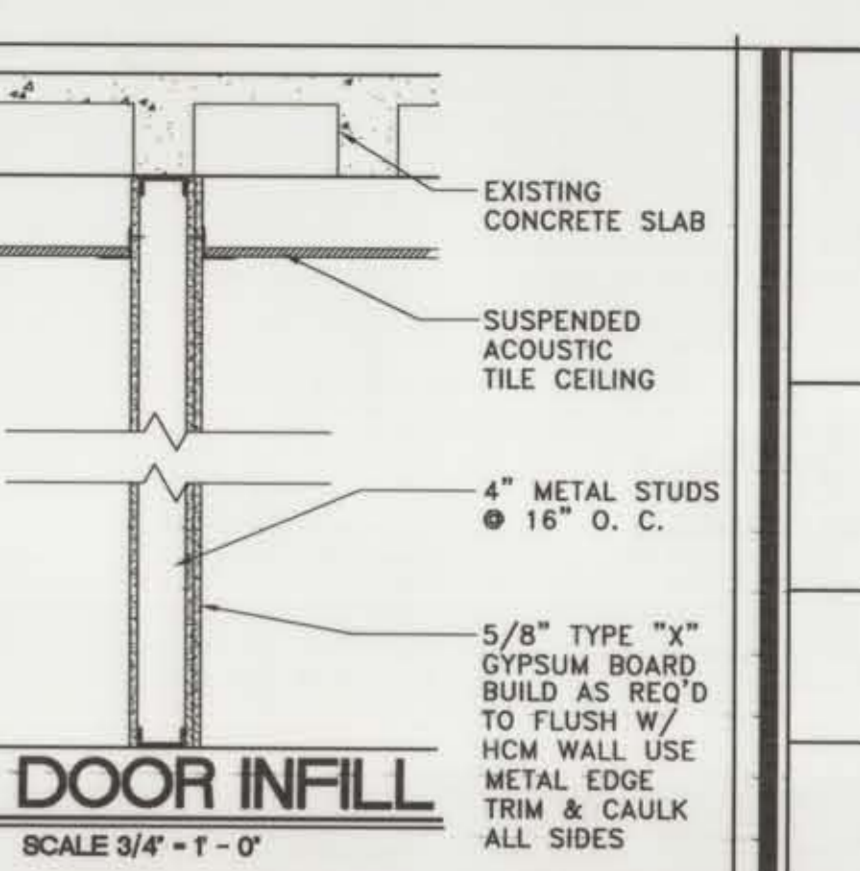 EXISTING
CONCRETE SLAB
SUSPENDED
ACOUSTIC
TILE CEILING
4" METAL STUDS
@ 16" O. C.
5/8" TYPE "X"
GYPSUM BOARD
BUILD AS REQ'D
TO FLUSH W/
HCM WALL USE
METAL EDGE
TRIM & CAULK
ALL SIDES
DOOR INFILL
SCALE 3/4" = 1' - 0"